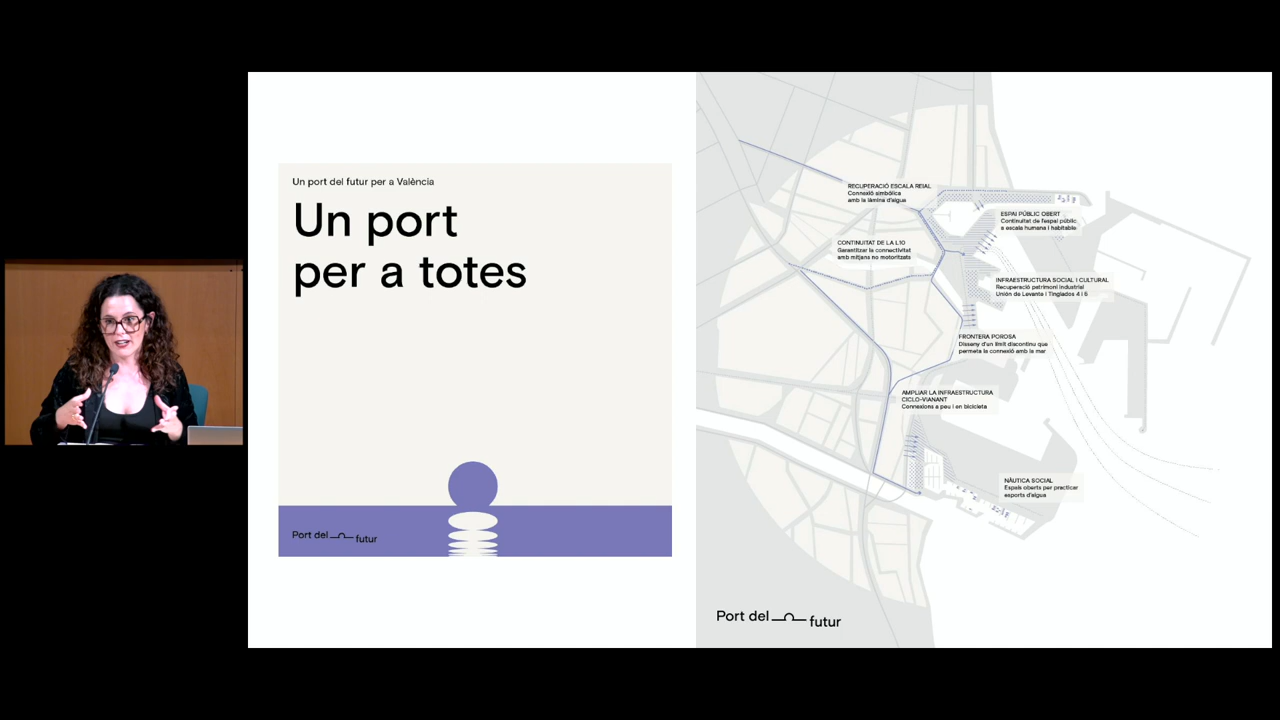 Un port del futur per a València
Un port
per a totes
Port del futur
RECUPERACIÓ ESCALA REIAL
Connexió simbòlica
amb la làmina d'aigua
ESPAI PÚBLIC OBERT
Continuïtat de l'espai públic
a escala humana i habitable
CONTINUITAT DE LA L10
Garantitzar la connectivitat
amb mitjans no motoritzats
INFRAESTRUCTURA SOCIAL I CULTURAL
Recuperació patrimoni industrial
Unión de Levante i Tinglados 4 i 5
FRONTERA POROSA
Disseny d'un límit discontinu que
permeta la connexió amb la mar
AMPLIAR LA INFRAESTRUCTURA
CICLO-VIANANT
Connexions a peu i en bicicleta
NÀUTICA SOCIAL
Espais oberts per practicar
esports d'aigua
Port del futur